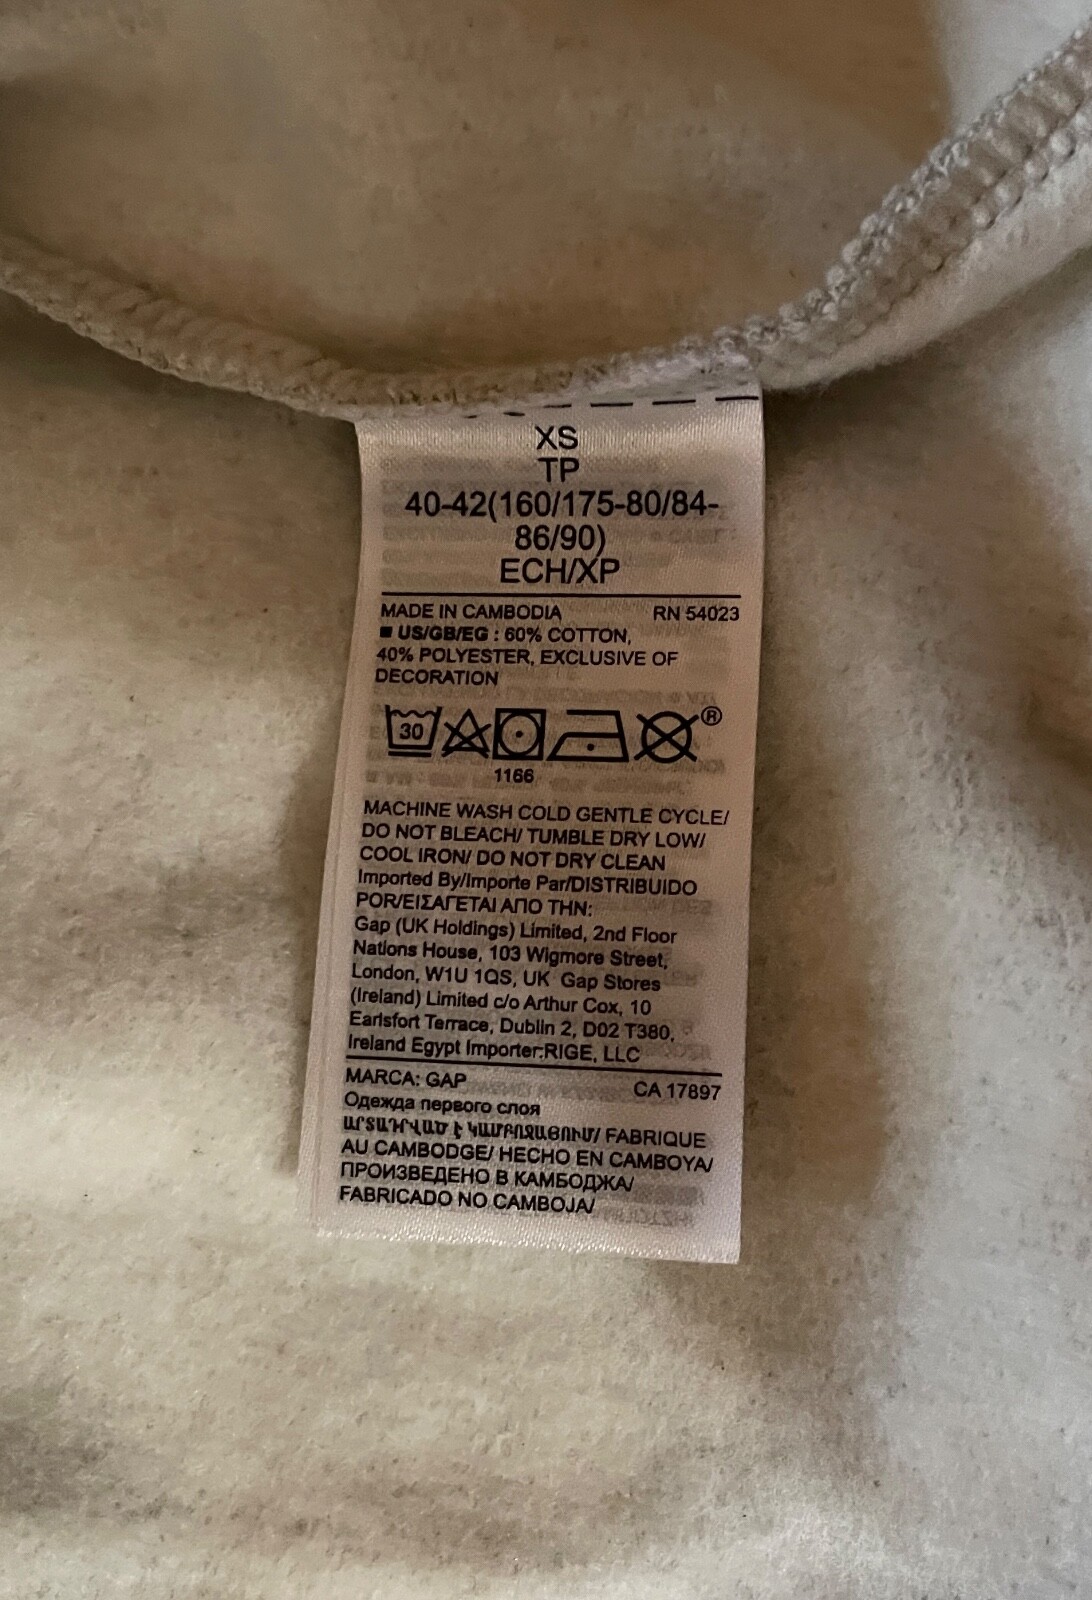 XS
TP
40-42(160/175-80/84-
86/90)
ECH/XP
MADE IN CAMBODIA RN 54023
■ US/GB/EG : 60% COTTON,
40% POLYESTER, EXCLUSIVE OF
DECORATION
30 ®
1166
MACHINE WASH COLD GENTLE CYCLE/
DO NOT BLEACH/ TUMBLE DRY LOW/
COOL IRON/ DO NOT DRY CLEAN
Imported By/Importe Par/DISTRIBUIDO
POR/ΕΙΣΑΓΕΤΑΙ ΑΠΟ ΤΗΝ:
Gap (UK Holdings) Limited, 2nd Floor
Nations House, 103 Wigmore Street,
London, W1U 1QS, UK Gap Stores
(Ireland) Limited c/o Arthur Cox, 10
Earlsfort Terrace, Dublin 2, D02 T380,
Ireland Egypt Importer:RIGE, LLC
MARCA: GAP CA 17897
Одежда первого слоя
ԱՐՏԱԴՐՎԱԾ Է ԿԱՄԲՈՋԱՅՈՒՄ/ FABRIQUE
AU CAMBODGE/ HECHO EN CAMBOYA/
ПРОИЗВЕДЕНО В КАМБОДЖА/
FABRICADO NO CAMBOJA/